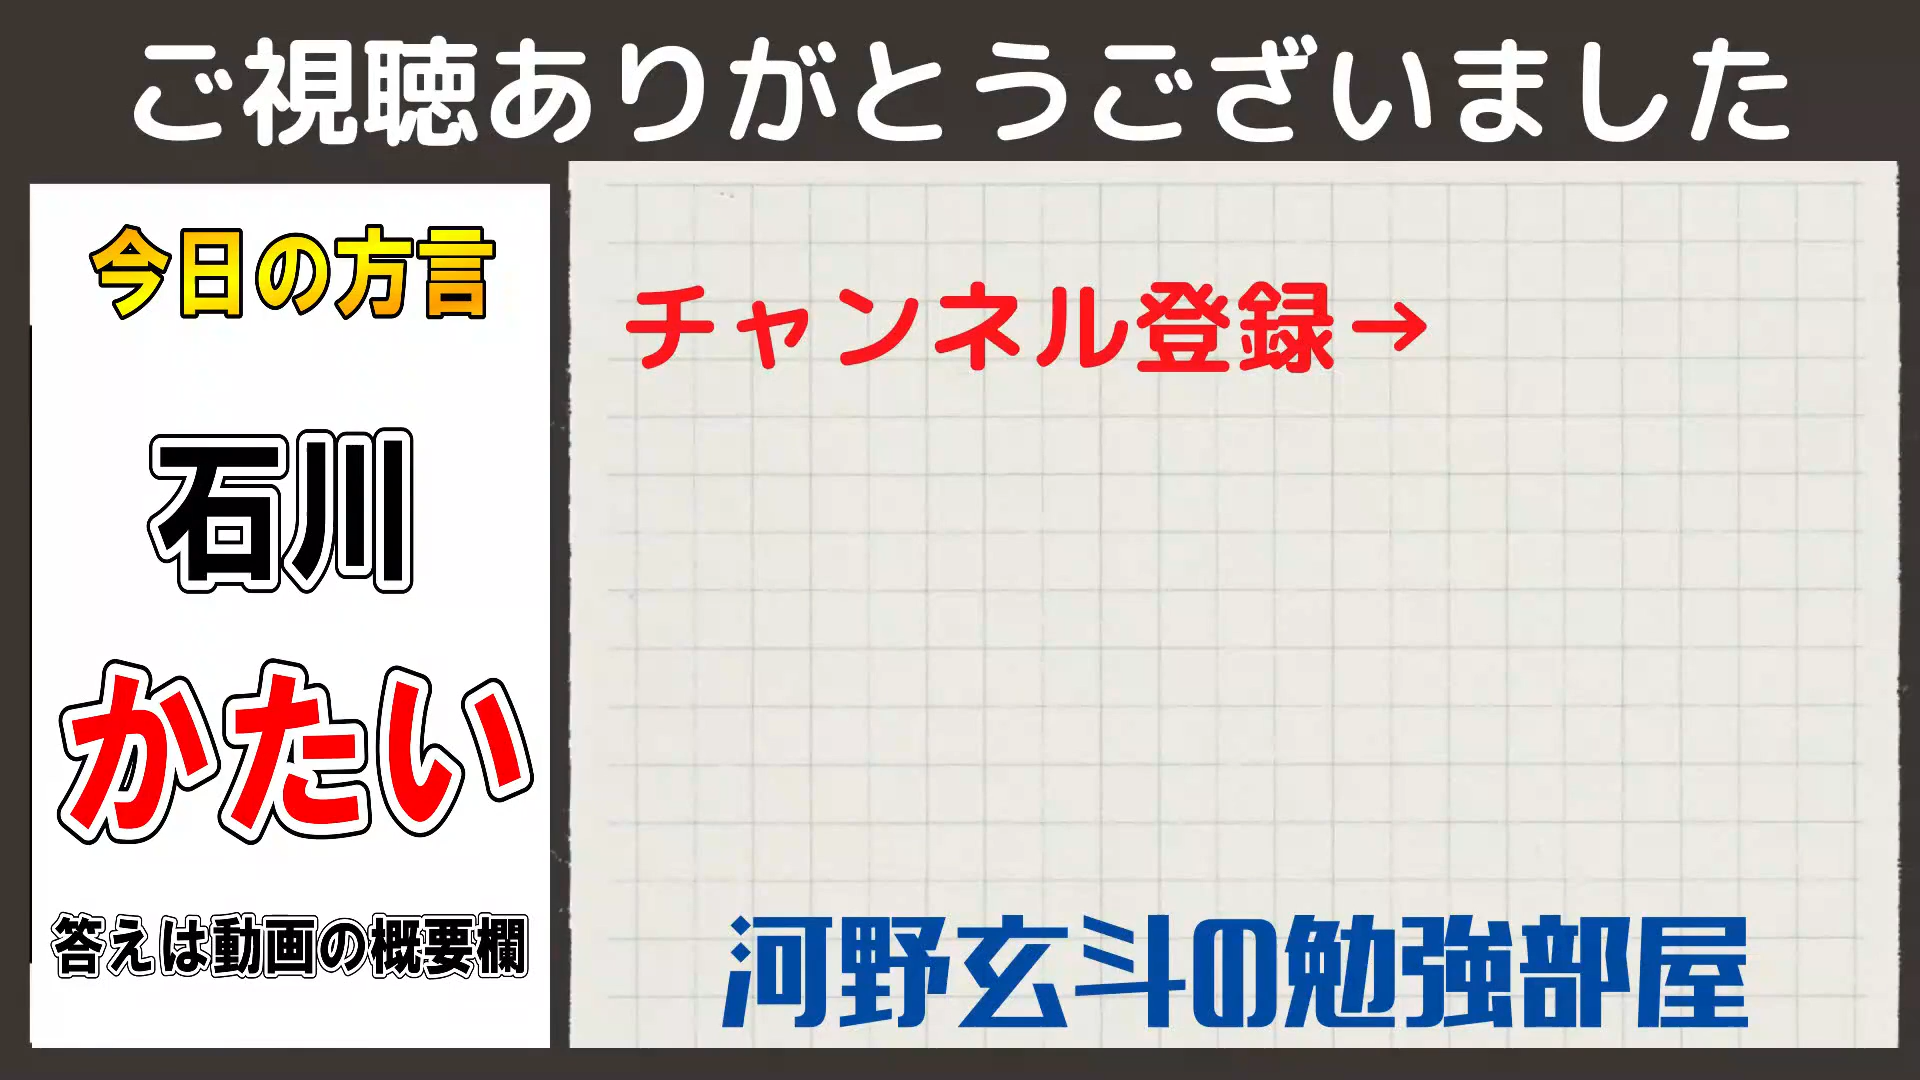 ご視聴ありがとうございました
今日の方言
石川
かたい
答えは動画の概要欄
チャンネル登録→
河野玄斗の勉強部屋